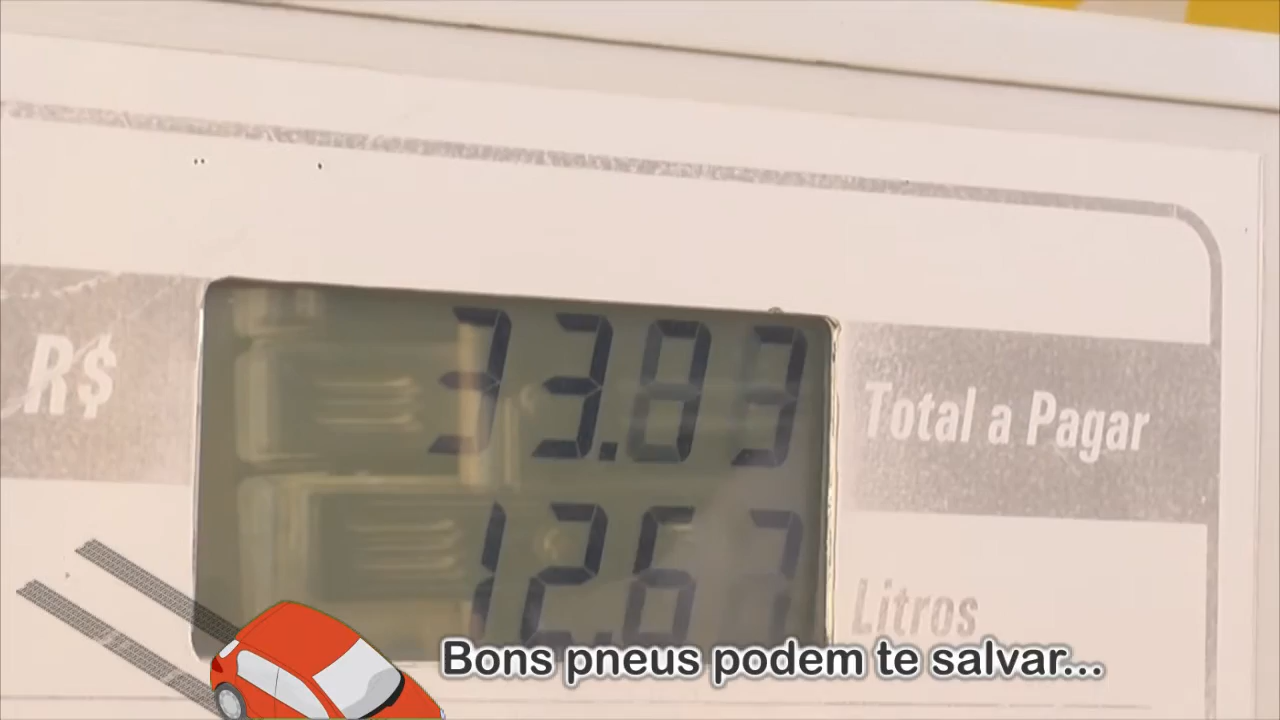 R$ 33.83 Total a Pagar
12.67 Litros
Bons pneus podem te salvar...